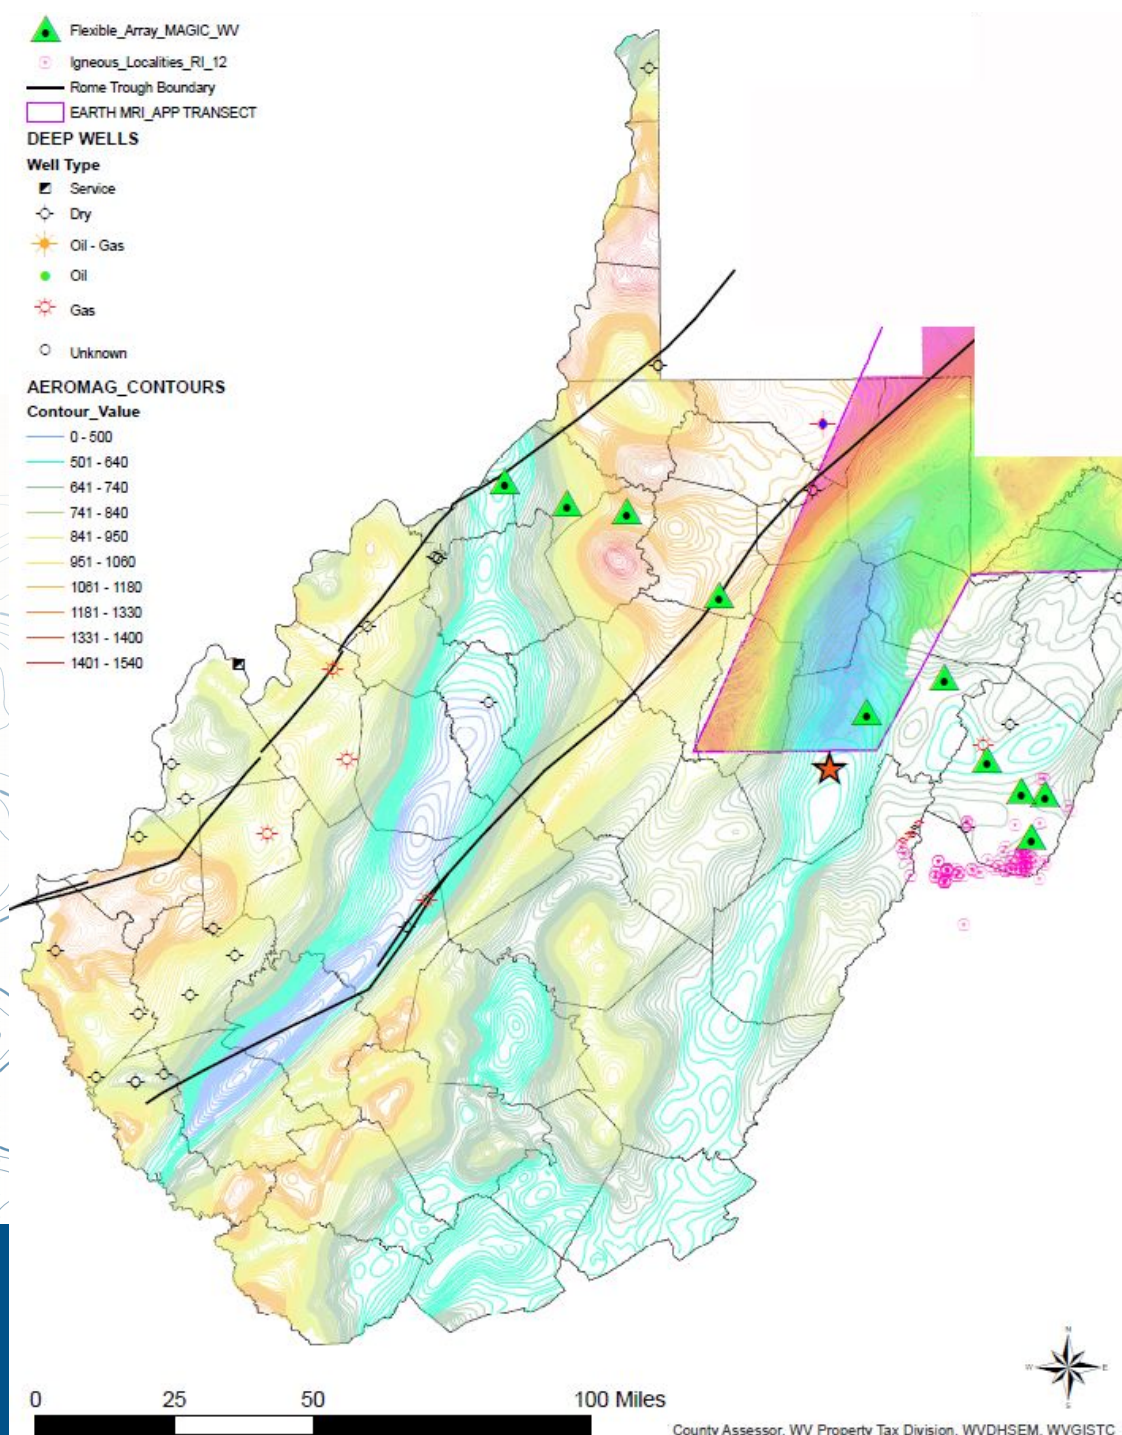 Flexible_Array_MAGIC_WV
Igneous_Localities_RI_12
Rome Trough Boundary
EARTH MRI_APP TRANSECT
DEEP WELLS
Well Type
Service
Dry
Oil - Gas
Oil
Gas
Unknown
AEROMAG_CONTOURS
Contour_Value
0 - 500
501 - 640
641 - 740
741 - 840
841 - 950
951 - 1060
1061 - 1180
1181 - 1330
1331 - 1400
1401 - 1540
N
W E
S
0 25 50 100 Miles
County Assessor, WV Property Tax Division, WVDHSEM, WVGISTC